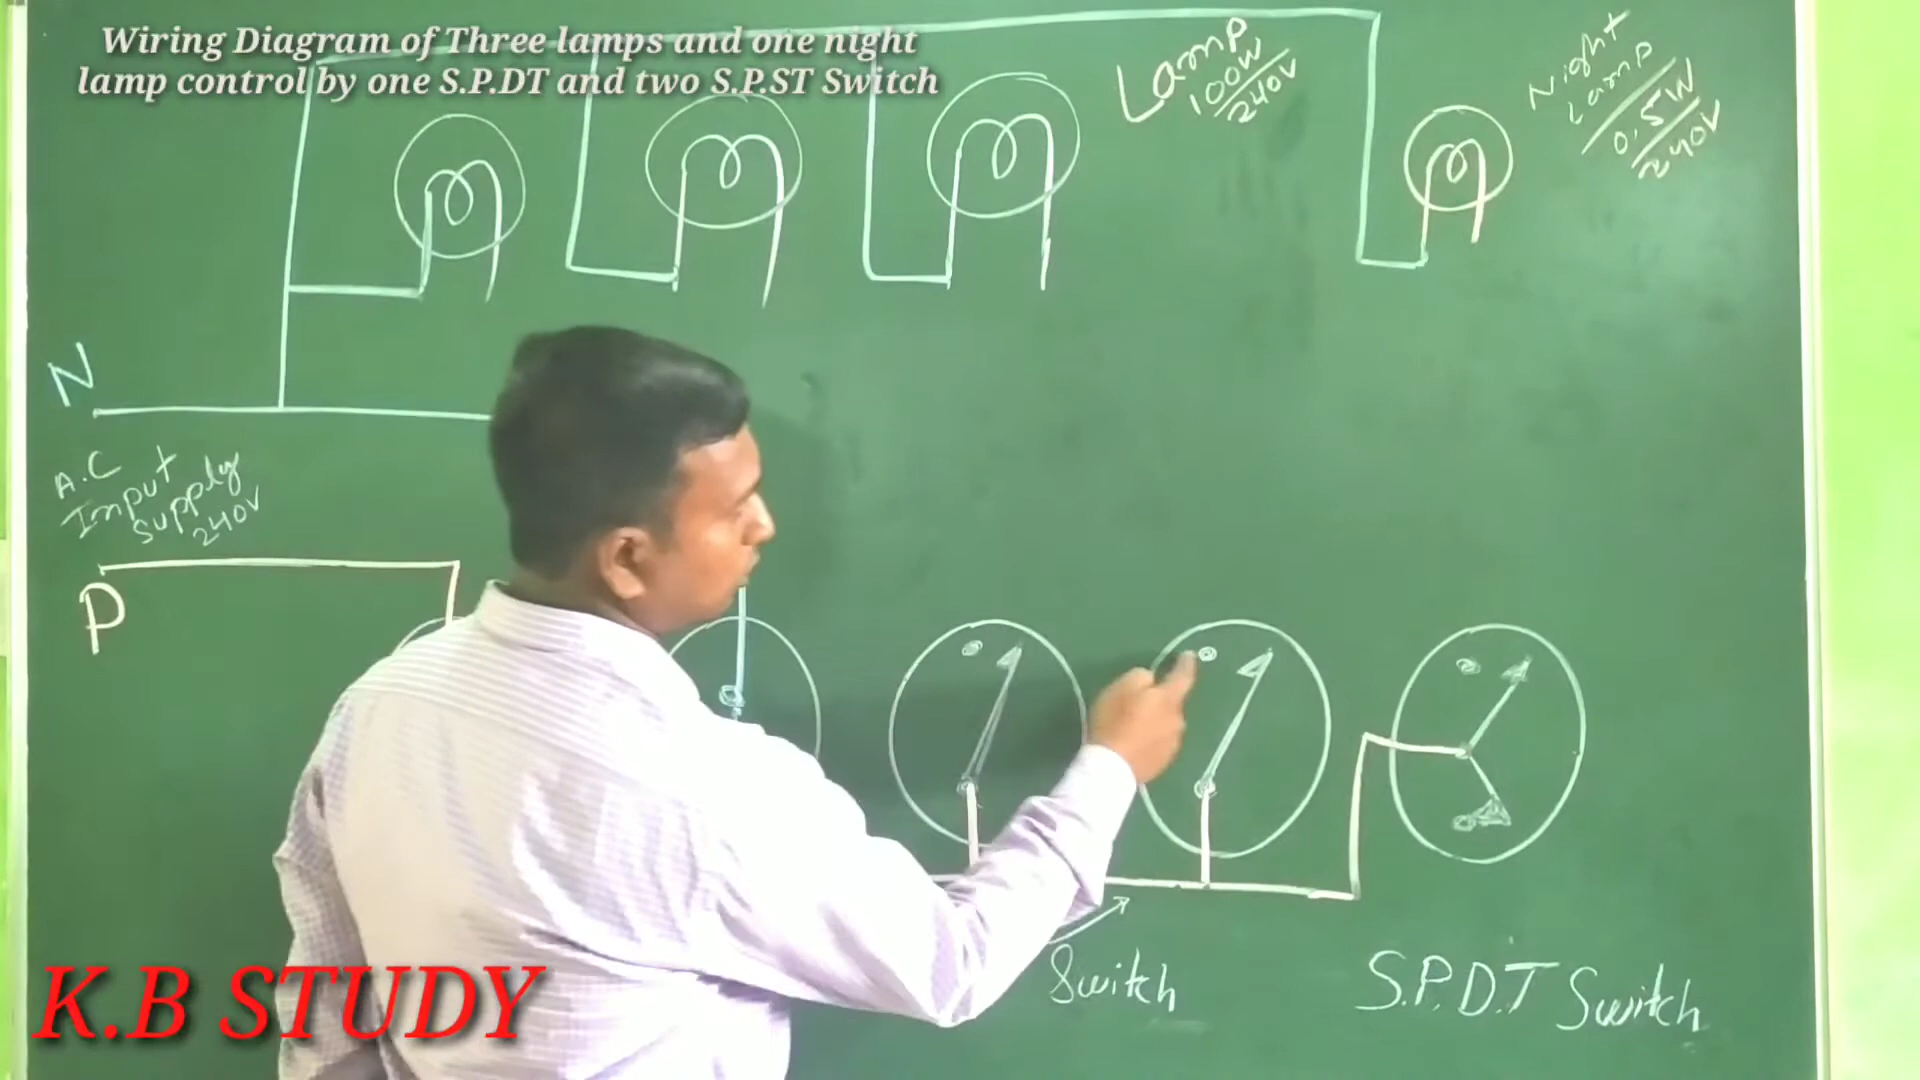 Wiring Diagram of Three lamps and one night
lamp control by one S.P.DT and two S.P.ST Switch
Lamp
100W
240V
Night
Lamp
0.5W
240V
N
A.C
Input
Supply
240V
P
Switch
S.P.D.T Switch
K.B STUDY